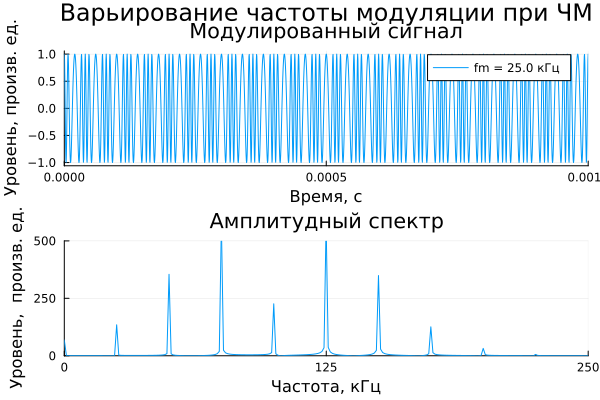 Варьирование частоты модуляции при ЧМ
Модулированный сигнал
Уровень, произв. ед.
1.0
0.5
0.0
−0.5
−1.0
fm = 25.0 кГц
0.0000
0.0005
0.001
Время, с
Амплитудный спектр
Уровень, произв. ед.
500
250
0
0
125
250
Частота, кГц